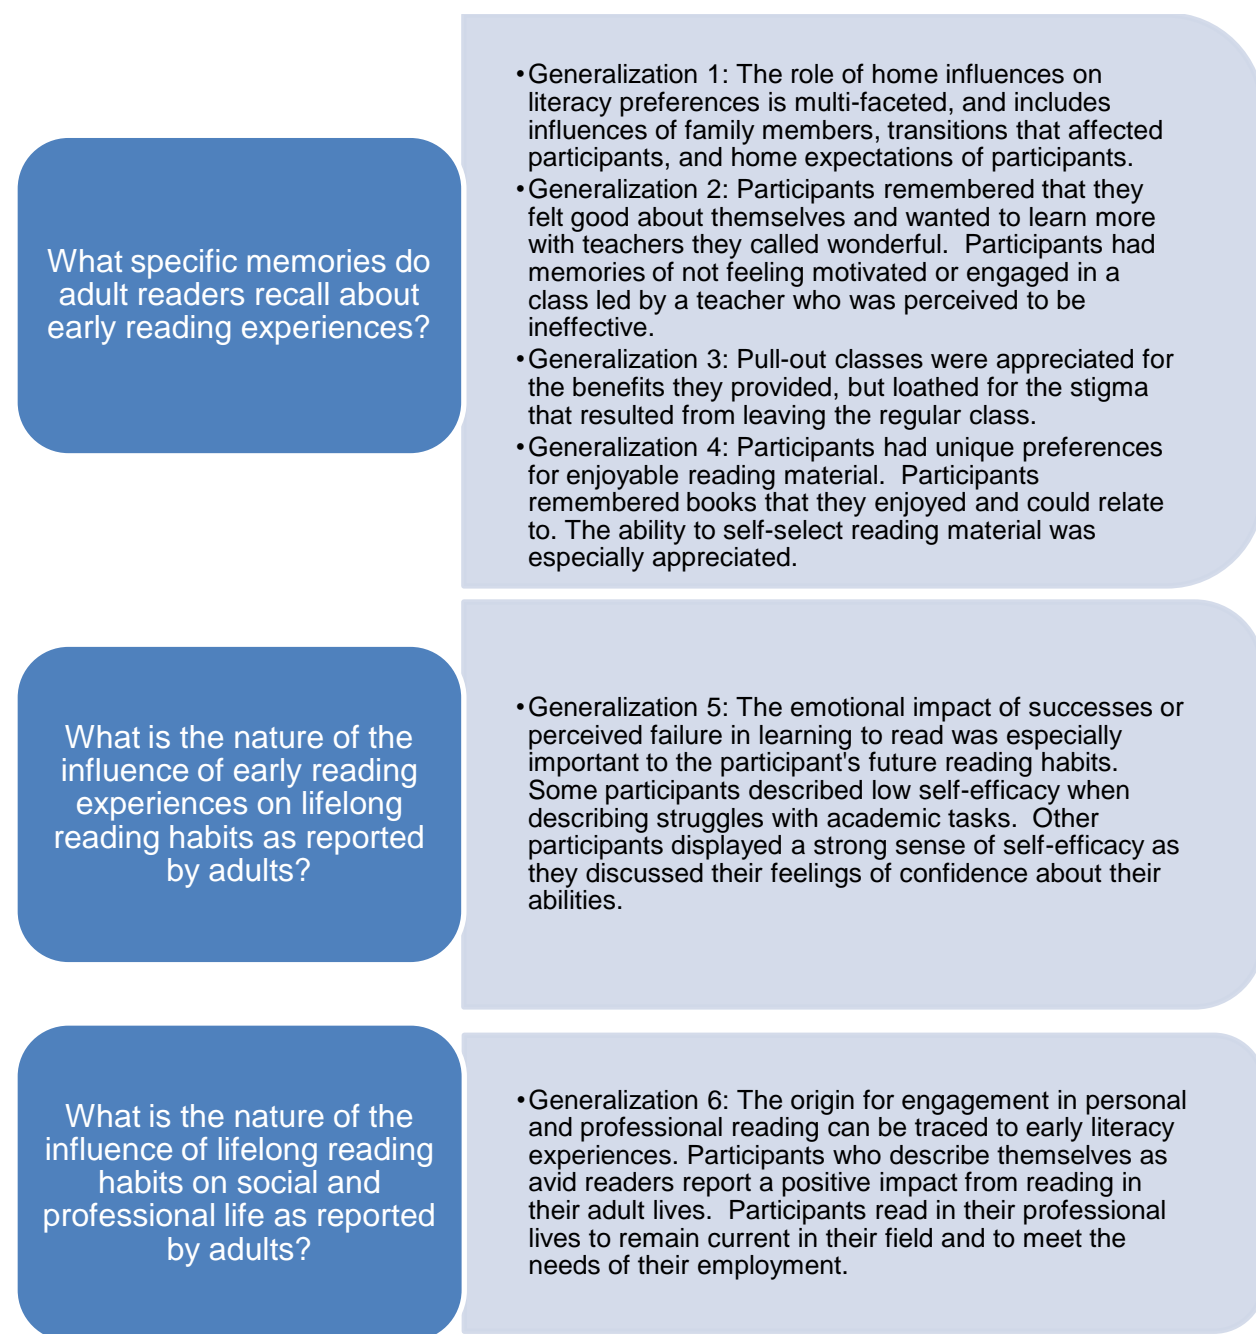 What specific memories do
adult readers recall about
early reading experiences?
•Generalization 1: The role of home influences on
literacy preferences is multi-faceted, and includes
influences of family members, transitions that affected
participants, and home expectations of participants.
•Generalization 2: Participants remembered that they
felt good about themselves and wanted to learn more
with teachers they called wonderful.  Participants had
memories of not feeling motivated or engaged in a
class led by a teacher who was perceived to be
ineffective.
•Generalization 3: Pull-out classes were appreciated for
the benefits they provided, but loathed for the stigma
that resulted from leaving the regular class.
•Generalization 4: Participants had unique preferences
for enjoyable reading material.  Participants
remembered books that they enjoyed and could relate
to. The ability to self-select reading material was
especially appreciated.
What is the nature of the
influence of early reading
experiences on lifelong
reading habits as reported
by adults?
•Generalization 5: The emotional impact of successes or
perceived failure in learning to read was especially
important to the participant's future reading habits.
Some participants described low self-efficacy when
describing struggles with academic tasks.  Other
participants displayed a strong sense of self-efficacy as
they discussed their feelings of confidence about their
abilities.
What is the nature of the
influence of lifelong reading
habits on social and
professional life as reported
by adults?
•Generalization 6: The origin for engagement in personal
and professional reading can be traced to early literacy
experiences. Participants who describe themselves as
avid readers report a positive impact from reading in
their adult lives.  Participants read in their professional
lives to remain current in their field and to meet the
needs of their employment.